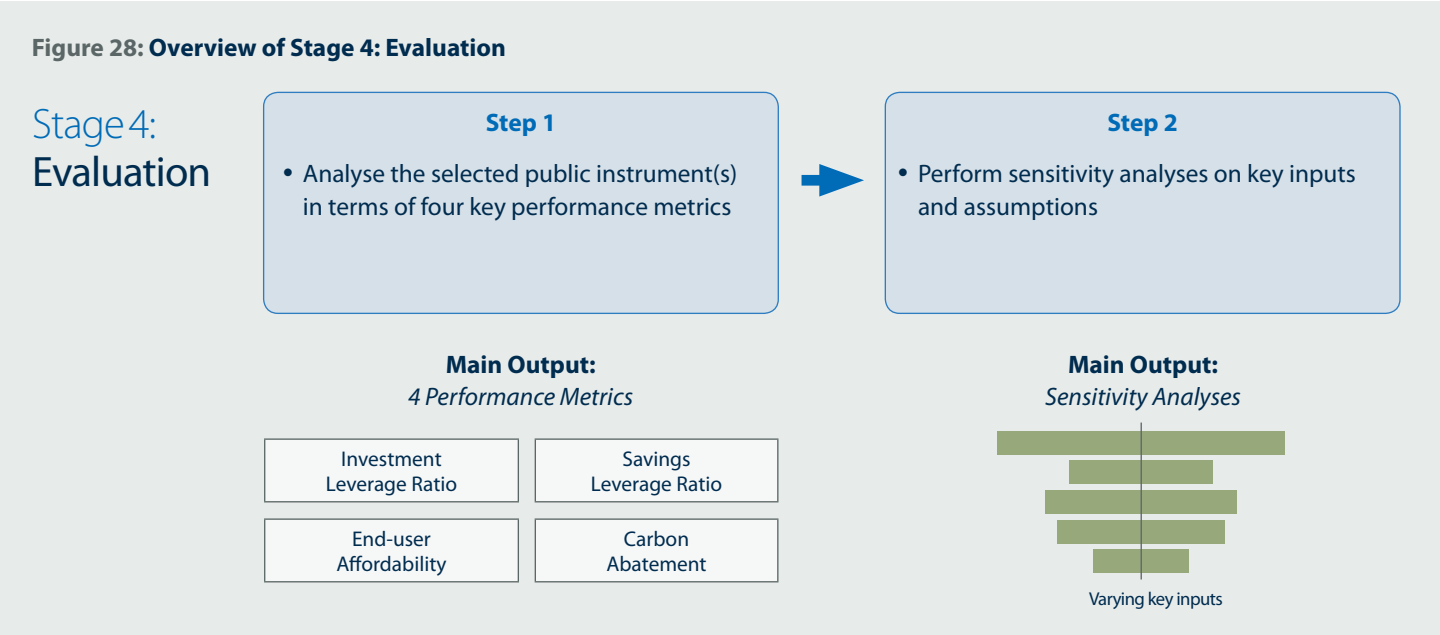 Figure 28: Overview of Stage 4: Evaluation
Stage 4:
Evaluation
Step 1
• Analyse the selected public instrument(s)
in terms of four key performance metrics
Step 2
• Perform sensitivity analyses on key inputs
and assumptions
Main Output:
4 Performance Metrics
Investment
Leverage Ratio
Savings
Leverage Ratio
End-user
Affordability
Carbon
Abatement
Main Output:
Sensitivity Analyses
Varying key inputs